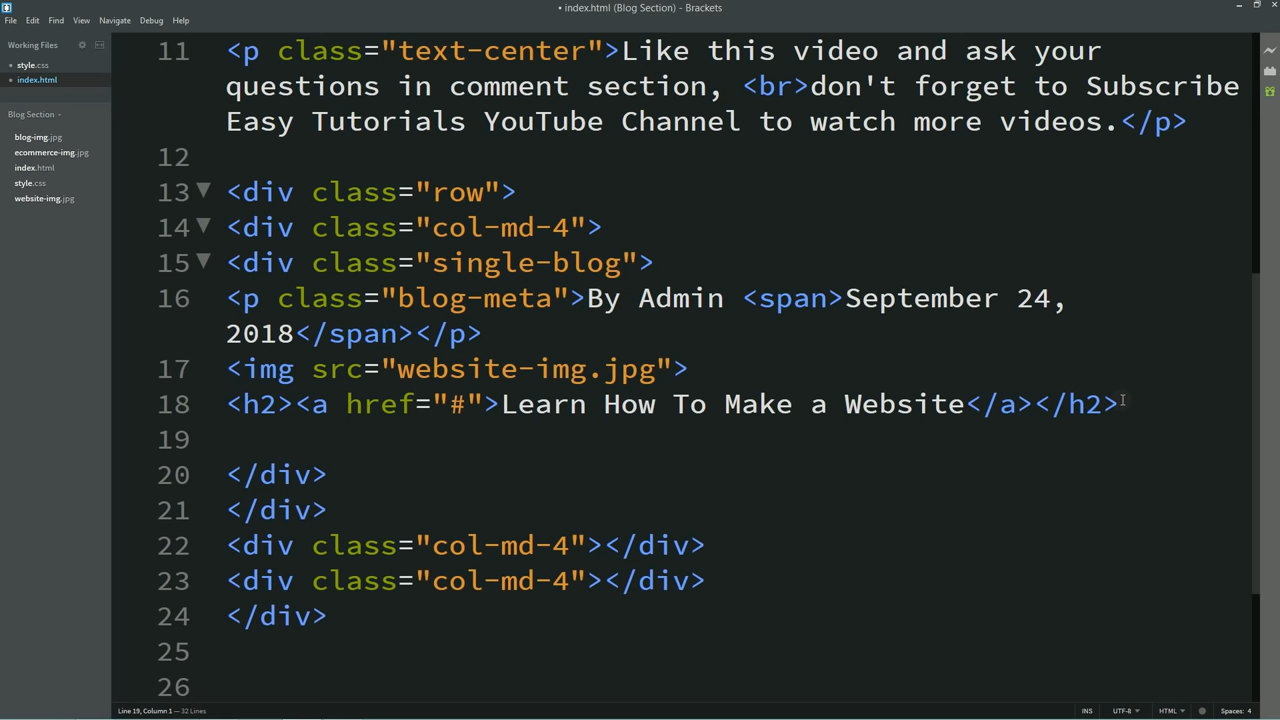 • index.html (Blog Section) - Brackets
File Edit Find View Navigate Debug Help
Working Files
• style.css
• index.html
Blog Section
blog-img.jpg
ecommerce-img.jpg
index.html
style.css
website-img.jpg
11 <p class="text-center">Like this video and ask your
questions in comment section, <br>don't forget to Subscribe
Easy Tutorials YouTube Channel to watch more videos.</p>
12
13 <div class="row">
14 <div class="col-md-4">
15 <div class="single-blog">
16 <p class="blog-meta">By Admin <span>September 24,
2018</span></p>
17 <img src="website-img.jpg">
18 <h2><a href="#">Learn How To Make a Website</a></h2>
19
20 </div>
21 </div>
22 <div class="col-md-4"></div>
23 <div class="col-md-4"></div>
24 </div>
25
26
Line 19, Column 1 — 32 Lines
INS UTF-8 HTML Spaces: 4